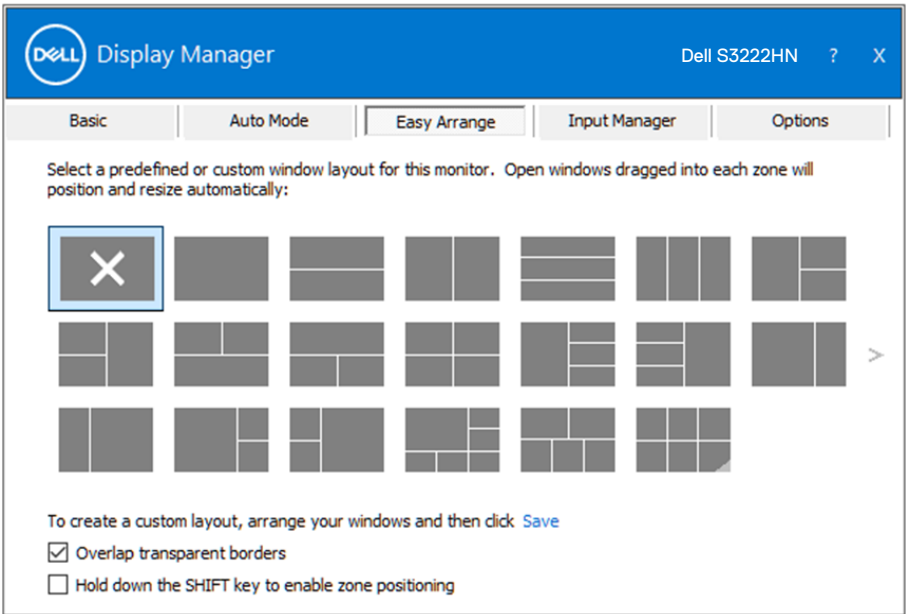 DELL Display Manager Dell S3222HN ? X
Basic Auto Mode Easy Arrange Input Manager Options
Select a predefined or custom window layout for this monitor. Open windows dragged into each zone will
position and resize automatically:
>
To create a custom layout, arrange your windows and then click Save
Overlap transparent borders
Hold down the SHIFT key to enable zone positioning